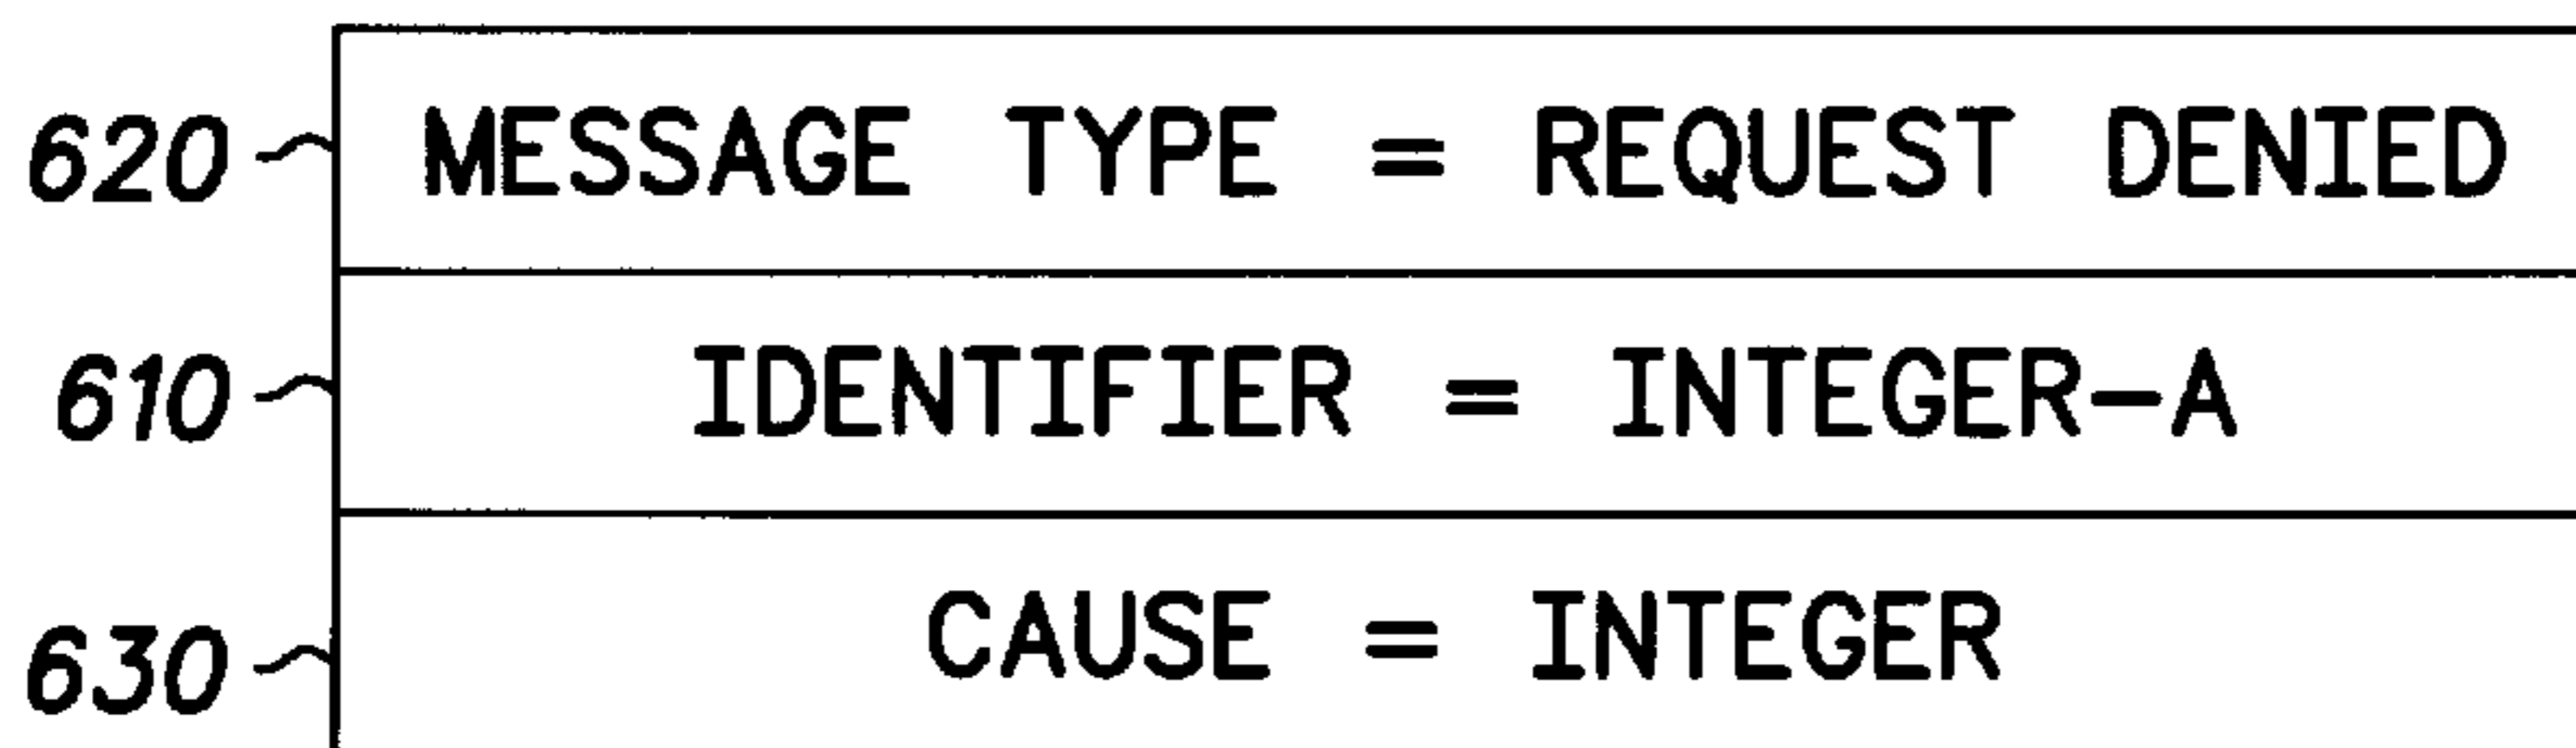 620 MESSAGE TYPE = REQUEST DENIED
610 IDENTIFIER = INTEGER-A
630 CAUSE = INTEGER